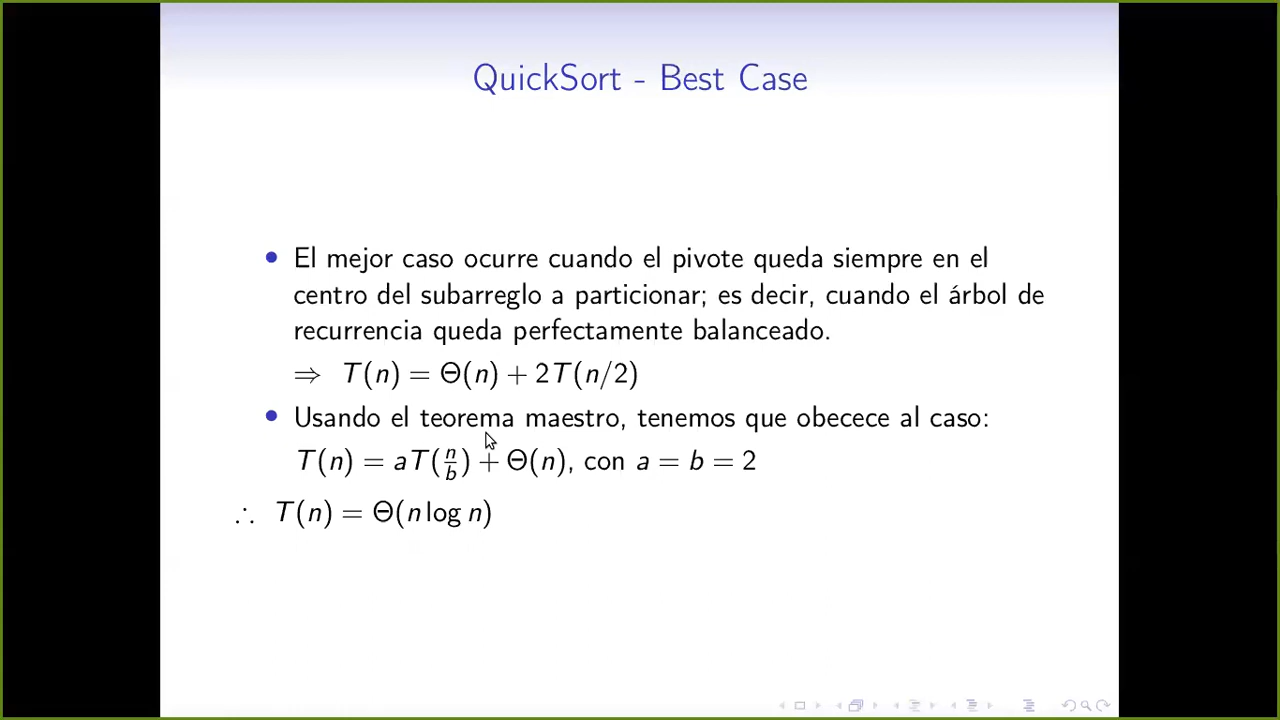 QuickSort - Best Case
• El mejor caso ocurre cuando el pivote queda siempre en el
centro del subarreglo a particionar; es decir, cuando el árbol de
recurrencia queda perfectamente balanceado.
⇒ T(n) = Θ(n) + 2T(n/2)
• Usando el teorema maestro, tenemos que obecece al caso:
T(n) = aT(n/b) + Θ(n), con a = b = 2
∴ T(n) = Θ(n log n)